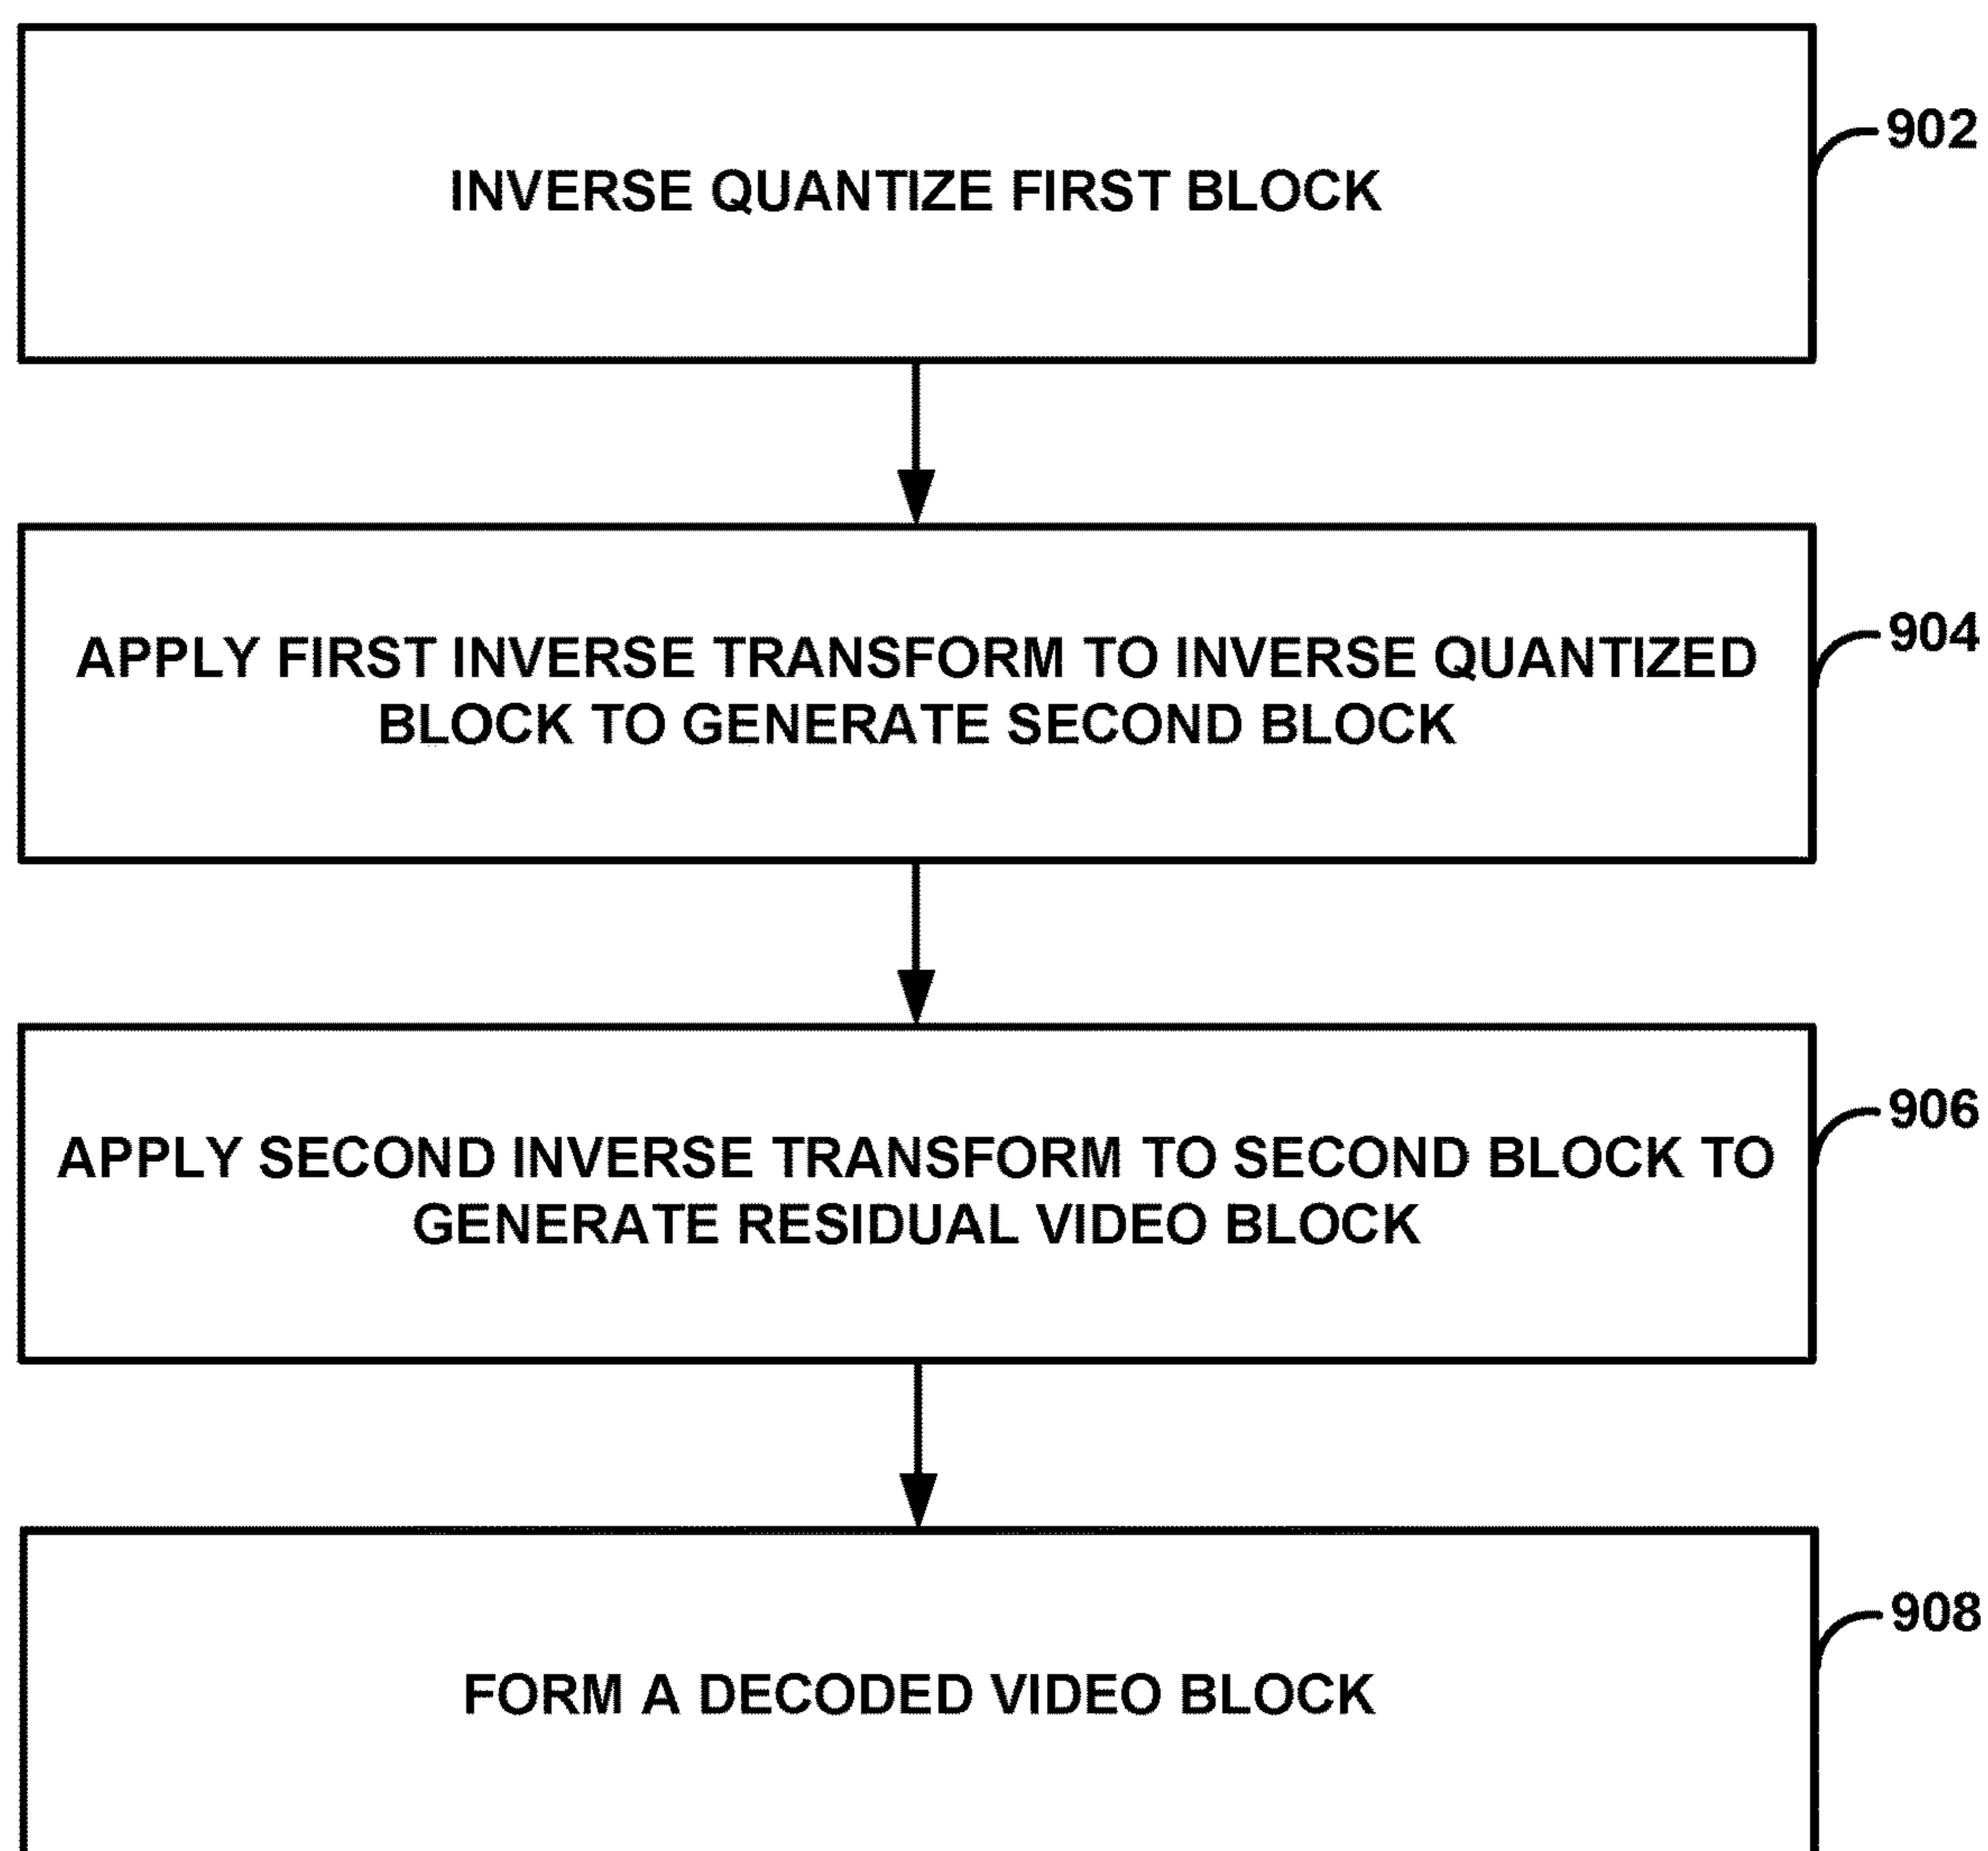 902
INVERSE QUANTIZE FIRST BLOCK
904
APPLY FIRST INVERSE TRANSFORM TO INVERSE QUANTIZED
BLOCK TO GENERATE SECOND BLOCK
906
APPLY SECOND INVERSE TRANSFORM TO SECOND BLOCK TO
GENERATE RESIDUAL VIDEO BLOCK
908
FORM A DECODED VIDEO BLOCK